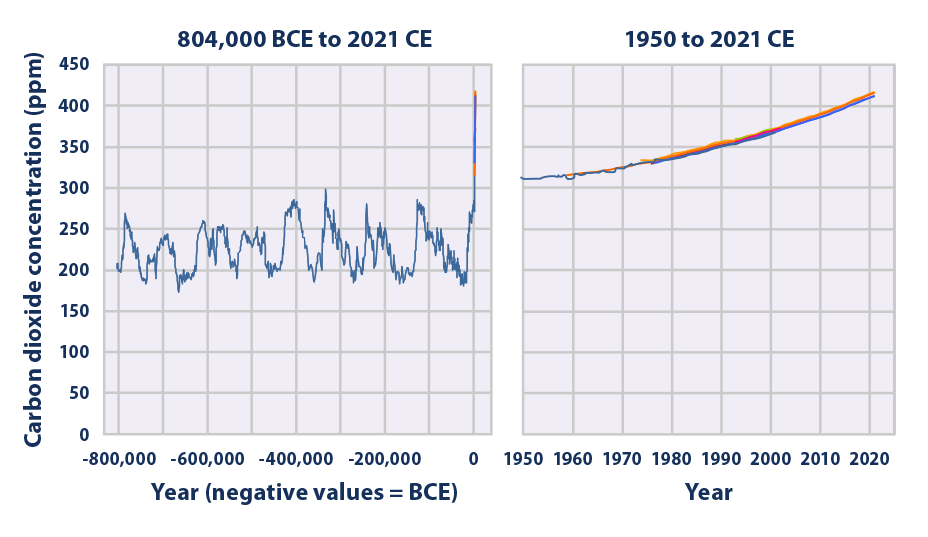 804,000 BCE to 2021 CE
1950 to 2021 CE
Carbon dioxide concentration (ppm)
450
400
350
300
250
200
150
100
50
0
-800,000 -600,000 -400,000 -200,000 0
1950 1960 1970 1980 1990 2000 2010 2020
Year (negative values = BCE)
Year